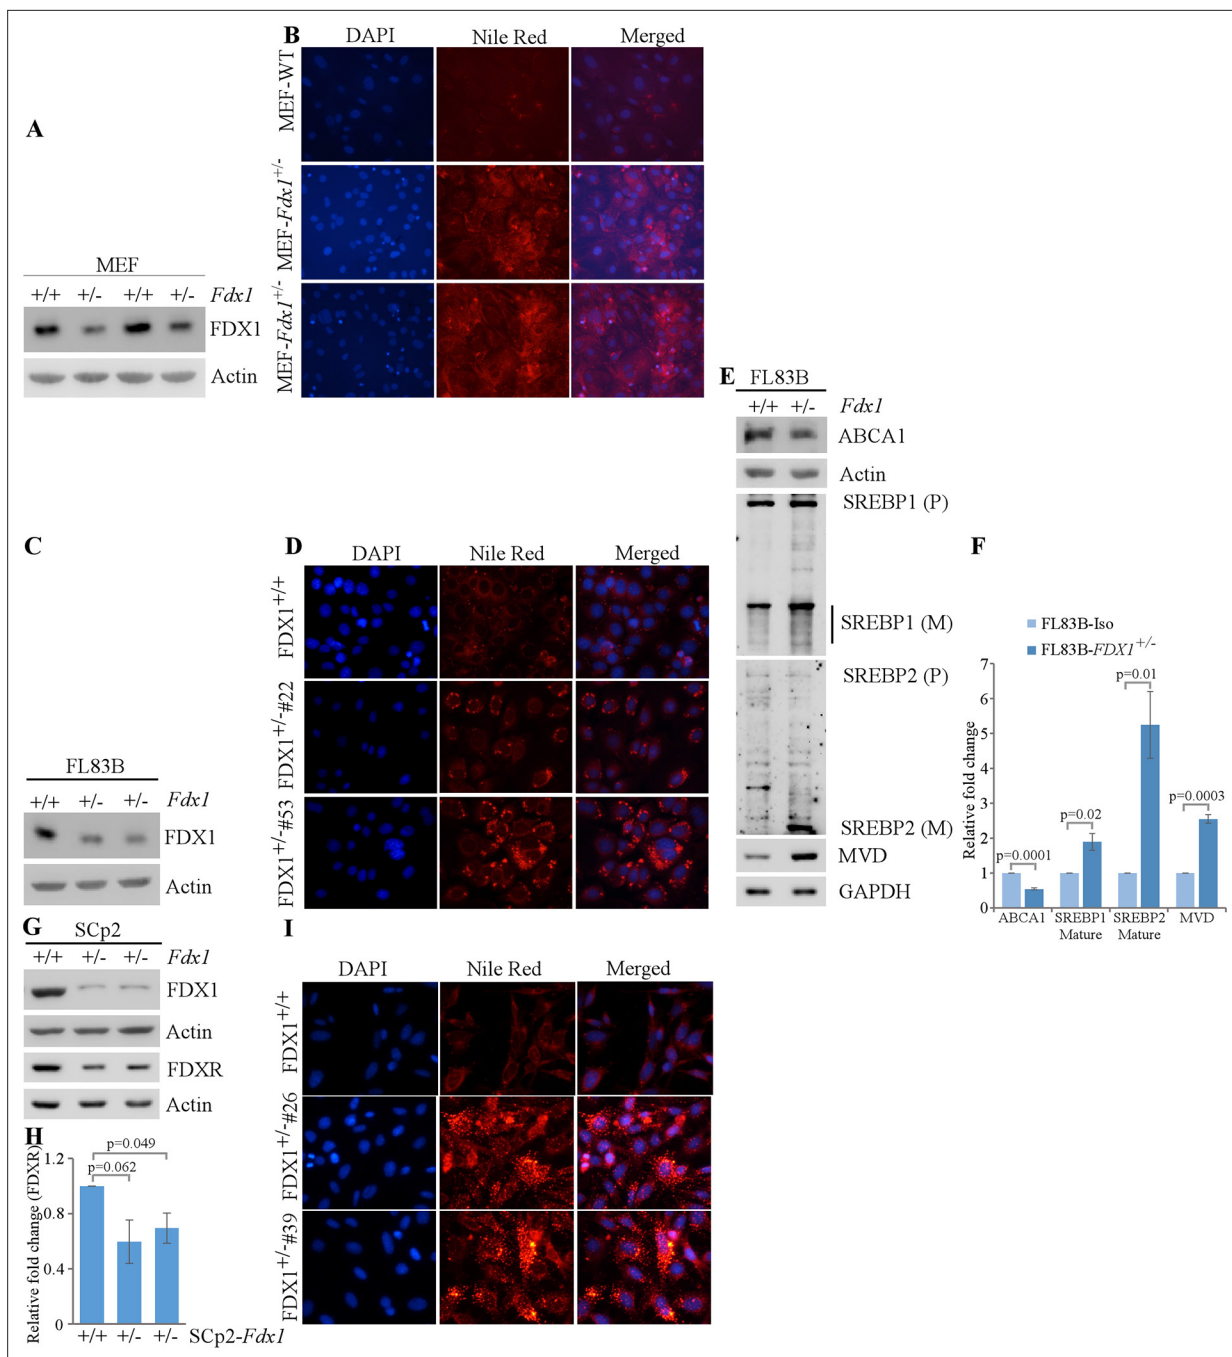 A
MEF
+/+ +/- +/+ +/- Fdx1
FDX1
Actin
B
DAPI Nile Red Merged
MEF-WT
MEF-Fdx1+/-
MEF-Fdx1+/-
C
FL83B
+/+ +/- +/- Fdx1
FDX1
Actin
D
DAPI Nile Red Merged
FDX1+/+
FDX1+/-#22
FDX1+/-#53
E
FL83B
+/+ +/- Fdx1
ABCA1
Actin
SREBP1 (P)
SREBP1 (M)
SREBP2 (P)
SREBP2 (M)
MVD
GAPDH
F
FL83B-Iso
FL83B-FDX1+/-
Relative fold change
7
6
5
4
3
2
1
0
p=0.0001
p=0.02
p=0.01
p=0.0003
ABCA1 SREBP1 SREBP2 MVD
Mature Mature
G
SCp2
+/+ +/- +/- Fdx1
FDX1
Actin
FDXR
Actin
H
Relative fold change (FDXR)
1.2
0.8
0.4
0
p=0.049
p=0.062
+/+ +/- +/- SCp2-Fdx1
I
DAPI Nile Red Merged
FDX1+/+
FDX1+/-#26
FDX1+/-#39